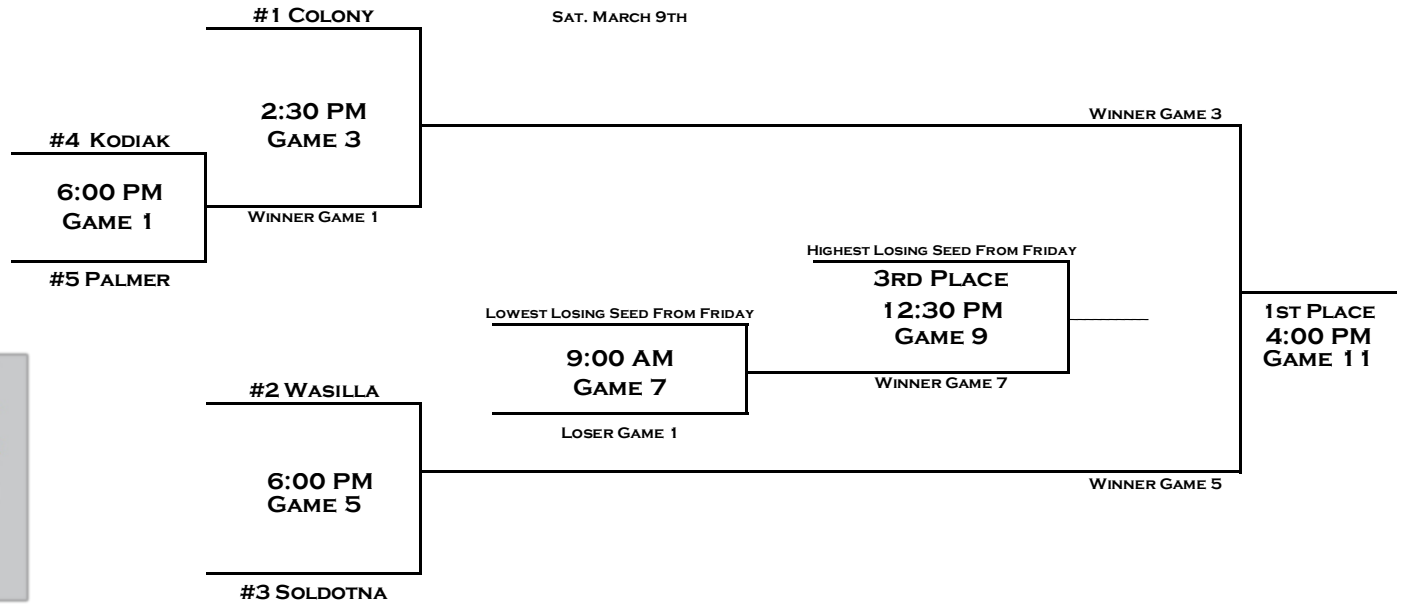 #1 Colony
Sat. March 9th
2:30 PM
Game 3
Winner Game 3
#4 Kodiak
6:00 PM
Game 1
Winner Game 1
#5 Palmer
Highest Losing Seed From Friday
3rd Place
12:30 PM
Game 9
Lowest Losing Seed From Friday
9:00 AM
Game 7
Winner Game 7
Loser Game 1
1st Place
4:00 PM
Game 11
#2 Wasilla
6:00 PM
Game 5
Winner Game 5
#3 Soldotna